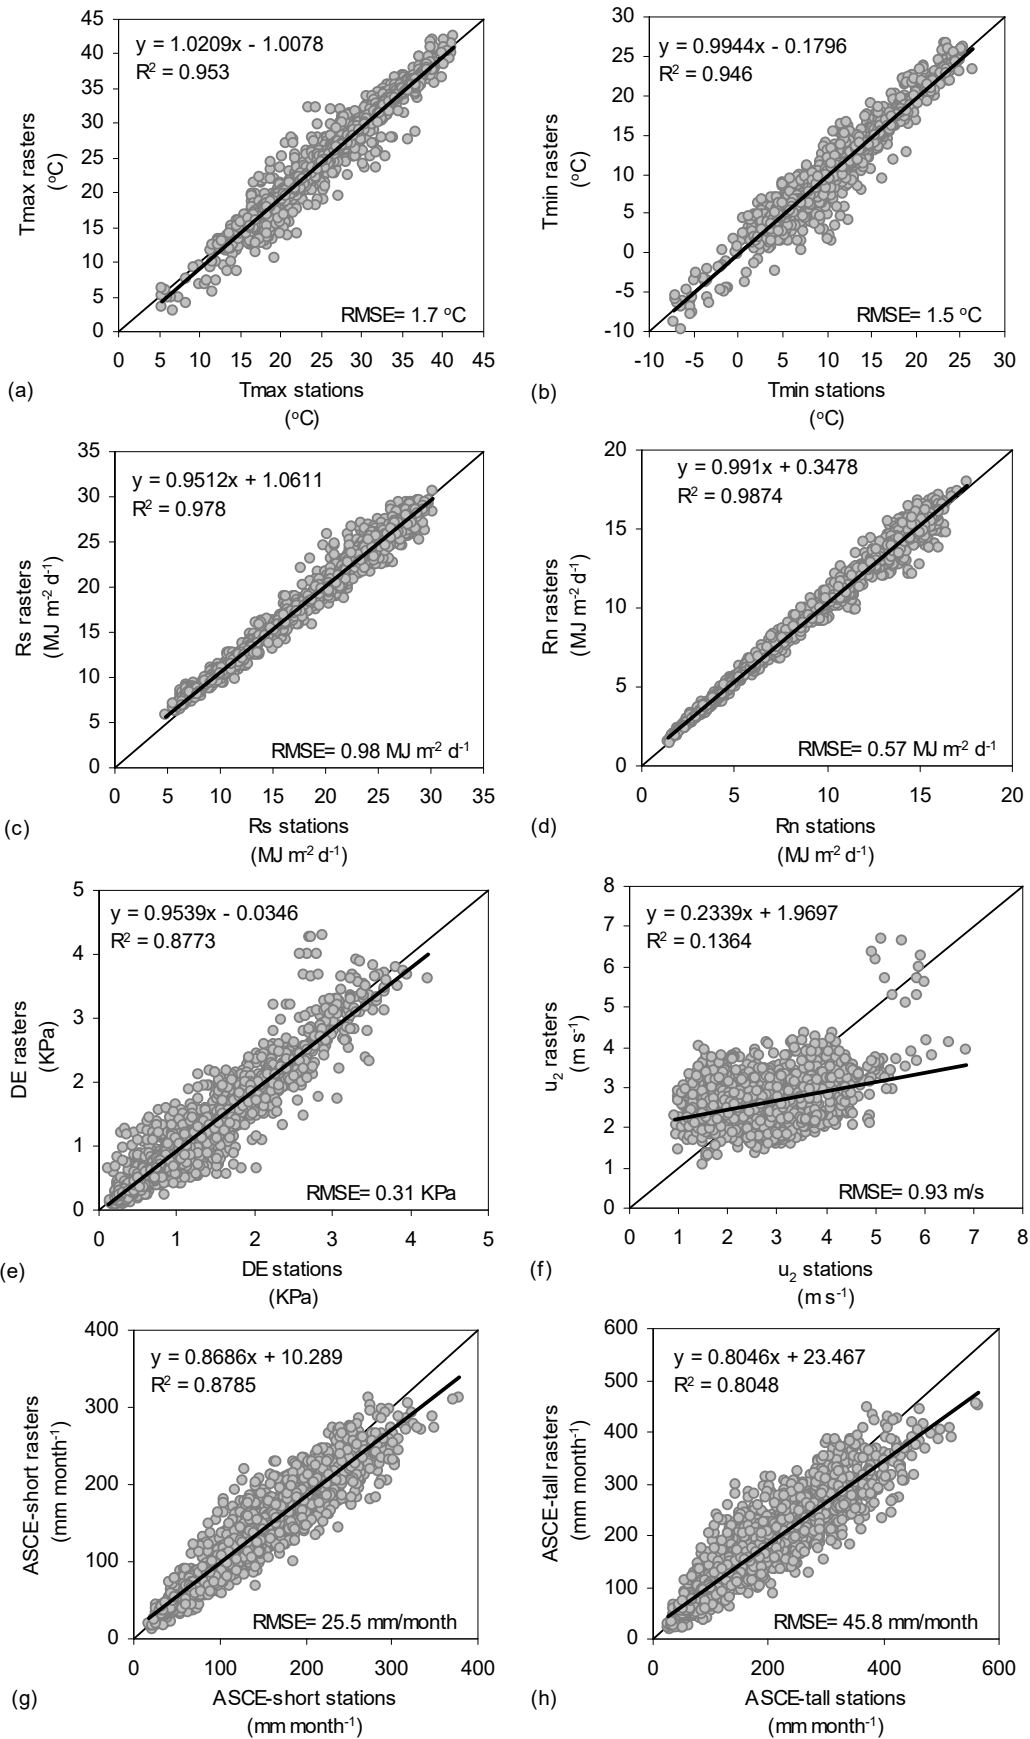 y = 1.0209x - 1.0078
R² = 0.953
RMSE= 1.7 ºC
Tmax rasters
(ºC)
45
40
35
30
25
20
15
10
5
0
0 5 10 15 20 25 30 35 40 45
Tmax stations
(ºC)
(a)
y = 0.9944x - 0.1796
R² = 0.946
RMSE= 1.5 ºC
Tmin rasters
(ºC)
30
25
20
15
10
5
0
-5
-10
-10 -5 0 5 10 15 20 25 30
Tmin stations
(ºC)
(b)
y = 0.9512x + 1.0611
R² = 0.978
RMSE= 0.98 MJ m⁻² d⁻¹
Rs rasters
(MJ m⁻² d⁻¹)
35
30
25
20
15
10
5
0
0 5 10 15 20 25 30 35
Rs stations
(MJ m⁻² d⁻¹)
(c)
y = 0.991x + 0.3478
R² = 0.9874
RMSE= 0.57 MJ m⁻² d⁻¹
Rn rasters
(MJ m⁻² d⁻¹)
20
15
10
5
0
0 5 10 15 20
Rn stations
(MJ m⁻² d⁻¹)
(d)
y = 0.9539x - 0.0346
R² = 0.8773
RMSE= 0.31 KPa
DE rasters
(KPa)
5
4
3
2
1
0
0 1 2 3 4 5
DE stations
(KPa)
(e)
y = 0.2339x + 1.9697
R² = 0.1364
RMSE= 0.93 m/s
u₂ rasters
(m s⁻¹)
8
7
6
5
4
3
2
1
0
0 1 2 3 4 5 6 7 8
u₂ stations
(m s⁻¹)
(f)
y = 0.8686x + 10.289
R² = 0.8785
RMSE= 25.5 mm/month
ASCE-short rasters
(mm month⁻¹)
400
300
200
100
0
0 100 200 300 400
ASCE-short stations
(mm month⁻¹)
(g)
y = 0.8046x + 23.467
R² = 0.8048
RMSE= 45.8 mm/month
ASCE-tall rasters
(mm month⁻¹)
600
500
400
300
200
100
0
0 200 400 600
ASCE-tall stations
(mm month⁻¹)
(h)